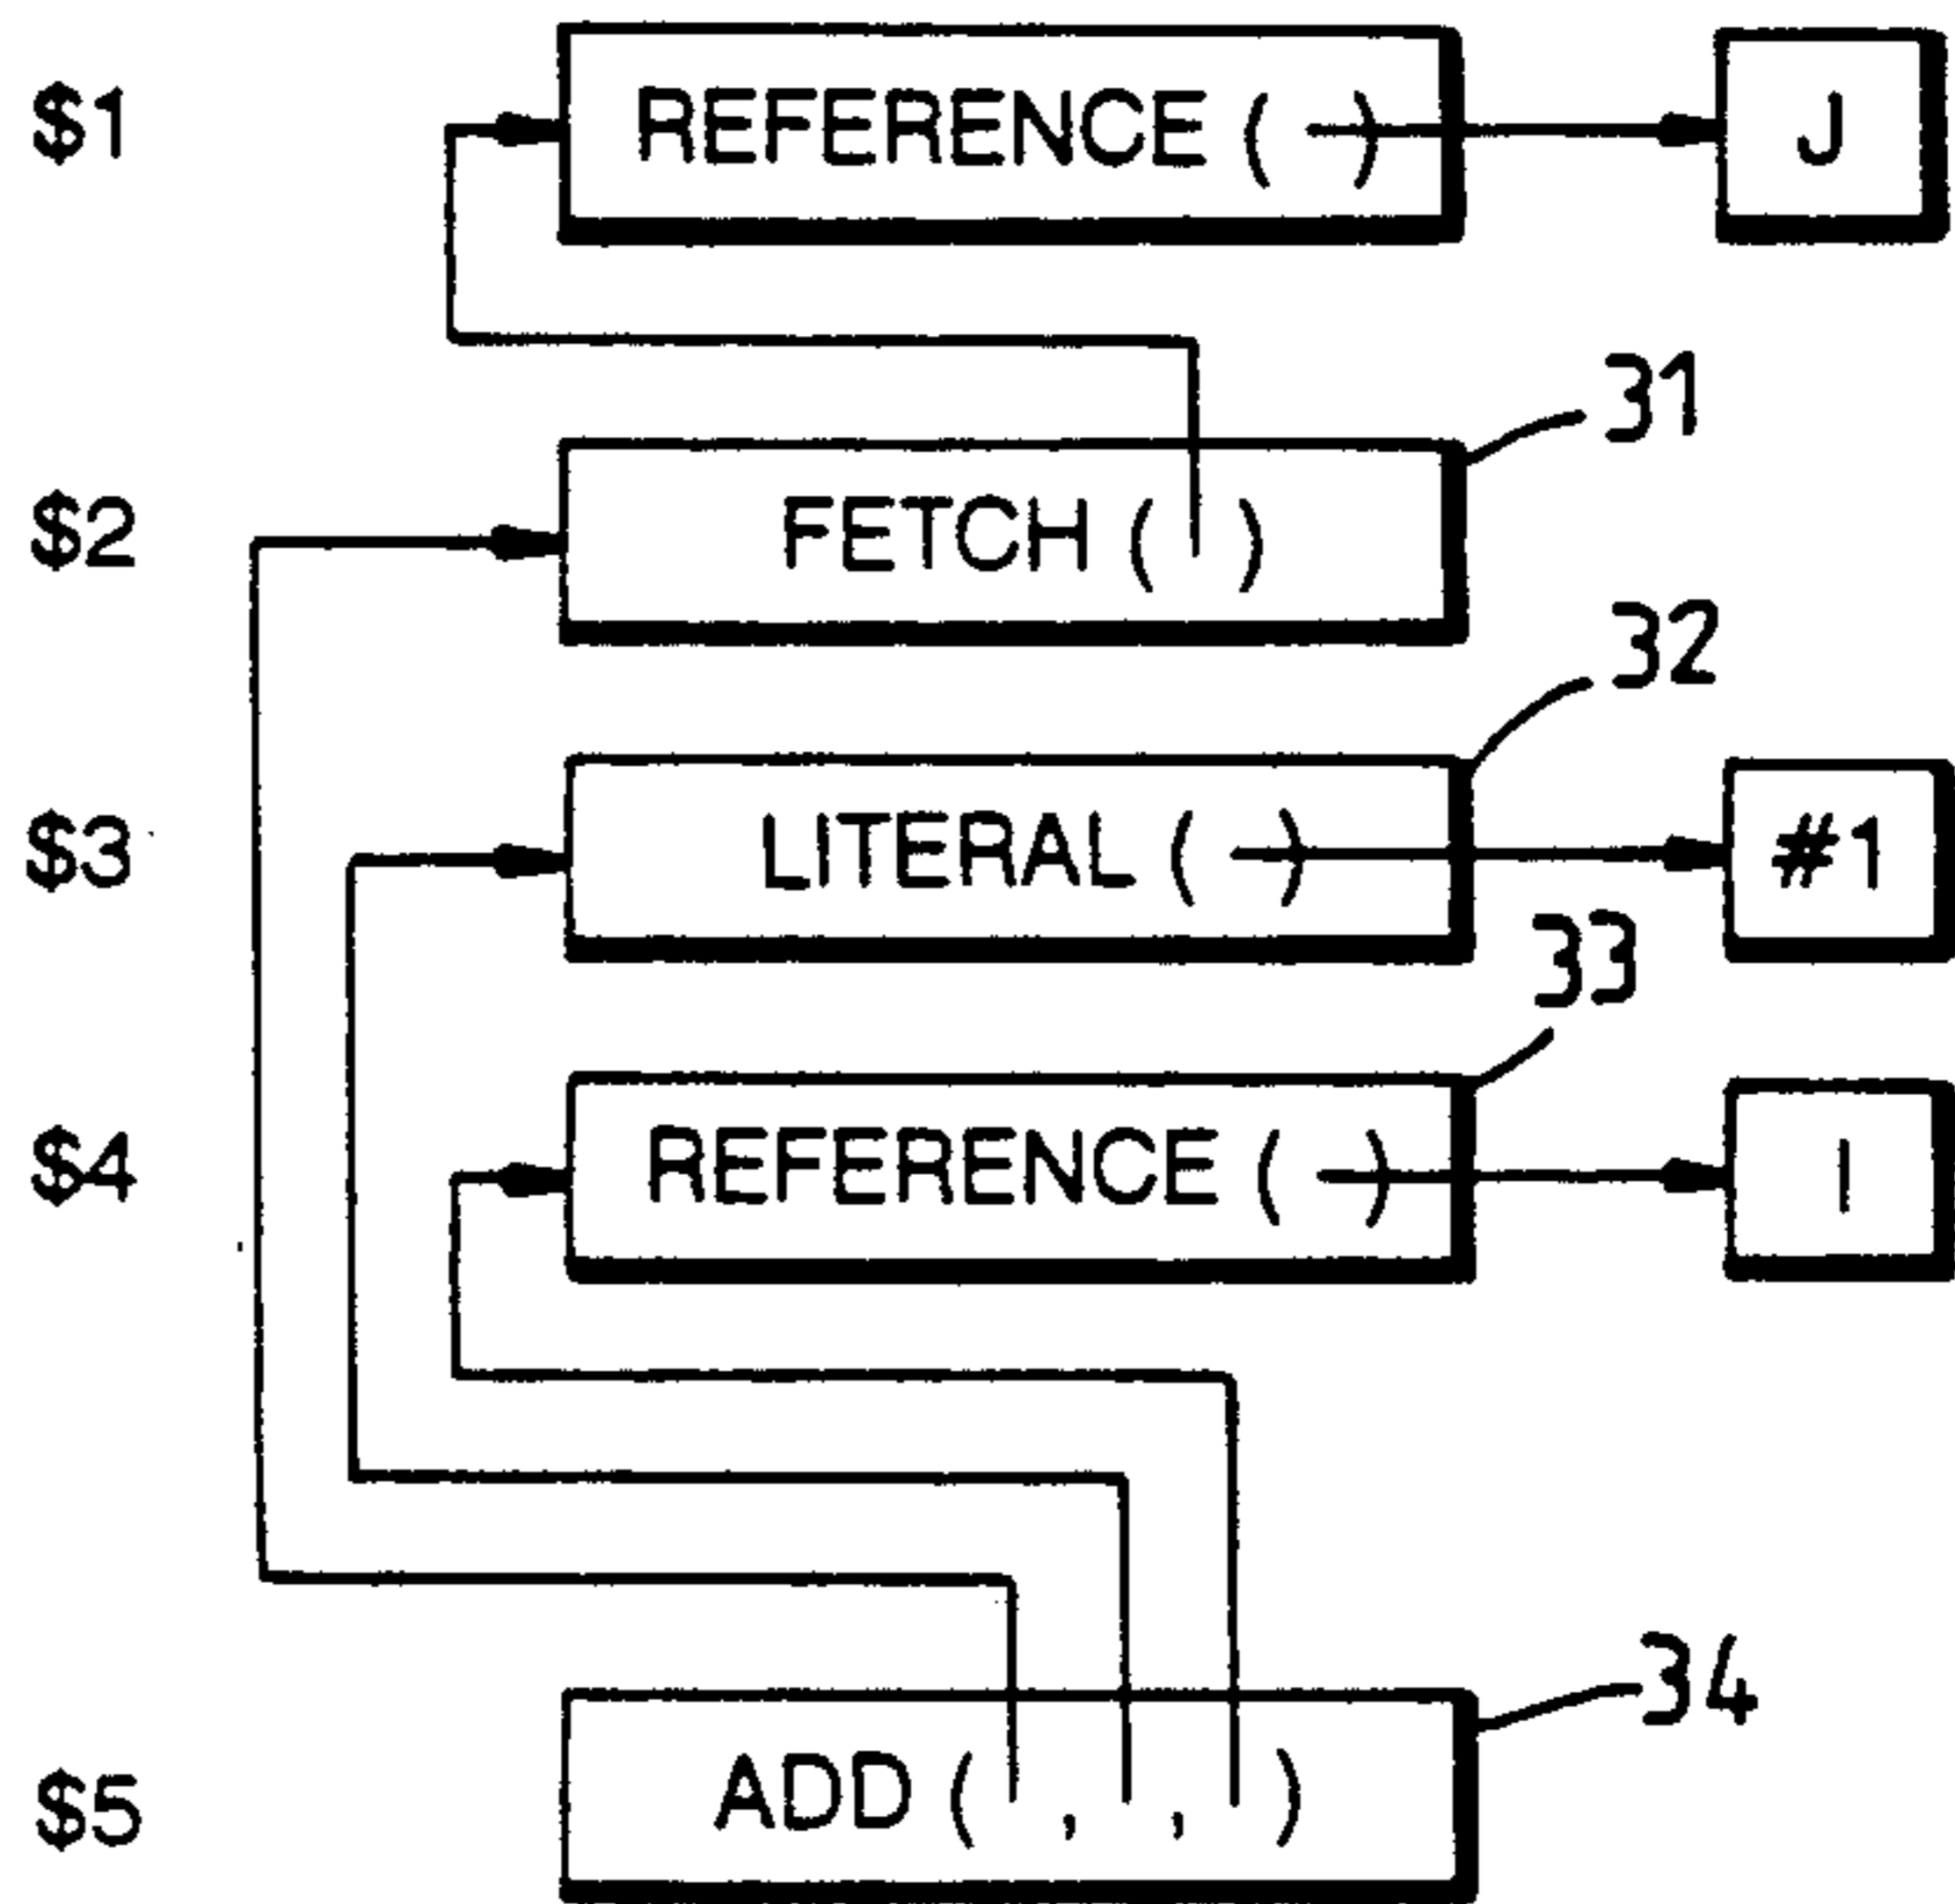 $1 REFERENCE ( ) J
31
$2 FETCH ( )
32
$3 LITERAL ( ) #1
33
$4 REFERENCE ( ) I
34
$5 ADD ( , , )